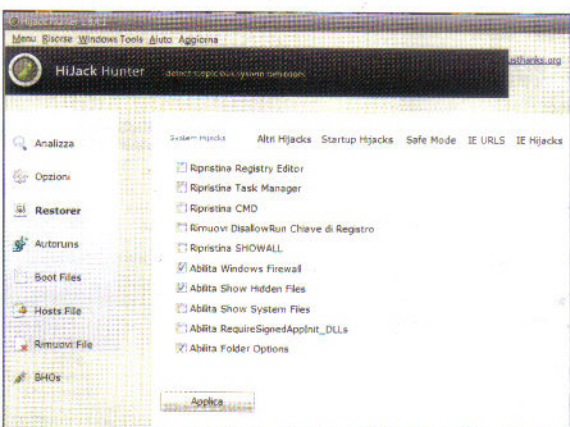 Menu Risorse Windows Tools Aiuto Aggiorna
HiJack Hunter
Analizza
Opzioni
Restorer
Autoruns
Boot Files
Hosts File
Rimuovi File
BHOs
System Hijacks Altri Hijacks Startup Hijacks Safe Mode IE URLS IE Hijacks
Ripristina Registry Editor
Ripristina Task Manager
Ripristina CMD
Rimuovi DisallowRun Chiave di Registro
Ripristina SHOWALL
Abilita Windows Firewall
Abilita Show Hidden Files
Abilita Show System Files
Abilita RequireSignedAppInit_DLLs
Abilita Folder Options
Applica